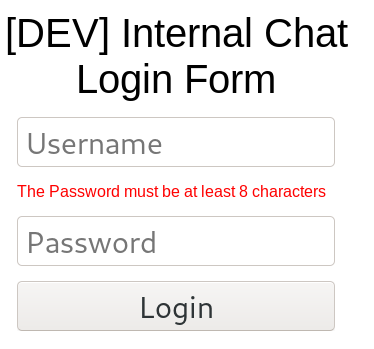 [DEV] Internal Chat
Login Form
Username
The Password must be at least 8 characters
Password
Login